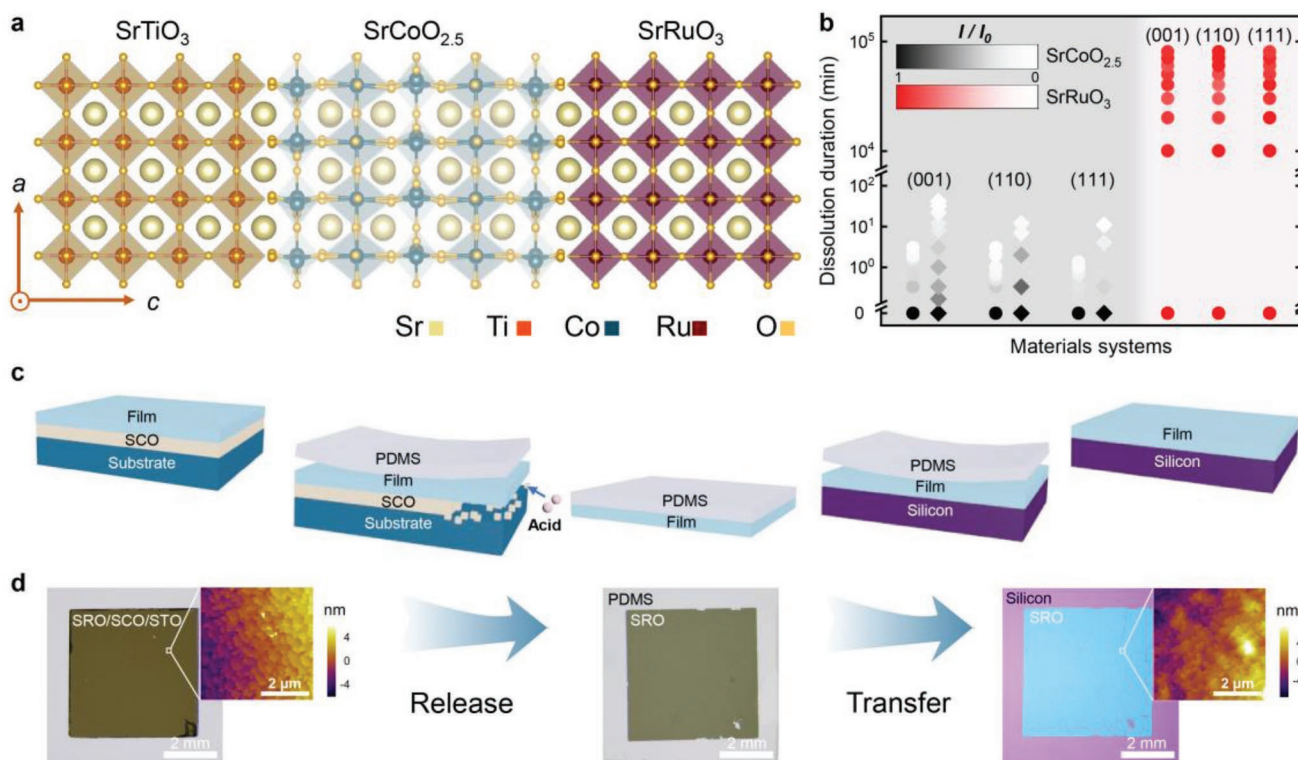 a
SrTiO3 SrCoO2.5 SrRuO3
a
c
Sr Ti Co Ru O
b
Dissolution duration (min)
10^5
10^4
10^2
10^1
10^0
0
I / I0
1 0
SrCoO2.5
SrRuO3
(001) (110) (111)
(001) (110) (111)
Materials systems
c
Film
SCO
Substrate
PDMS
Film
SCO
Substrate
Acid
PDMS
Film
PDMS
Film
Silicon
Film
Silicon
d
SRO/SCO/STO
2 mm
2 µm
nm
4
0
-4
Release
PDMS
SRO
2 mm
Transfer
Silicon
SRO
2 mm
2 µm
nm
4
0